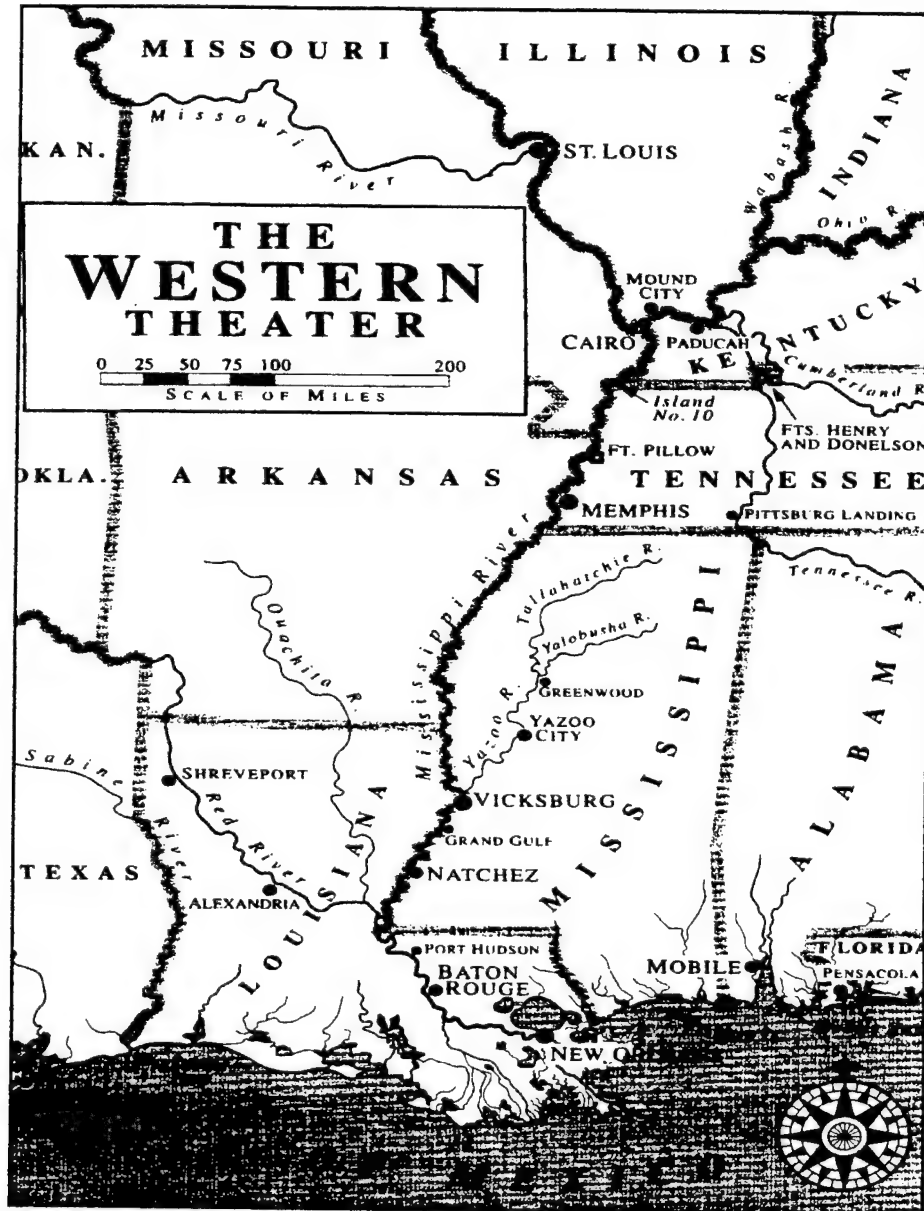 MISSOURI
ILLINOIS
INDIANA
Wabash R.
Missouri River
KAN.
ST. LOUIS
Ohio R.
THE
WESTERN
THEATER
0 25 50 75 100 200
SCALE OF MILES
MOUND
CITY
CAIRO
PADUCAH
KENTUCKY
Cumberland R.
Island
No. 10
FTS. HENRY
AND DONELSON
FT. PILLOW
OKLA.
ARKANSAS
TENNESSEE
MEMPHIS
PITTSBURG LANDING
Mississippi River
Tennessee R.
Tallahatchie R.
Yalobusha R.
Ouachita R.
GREENWOOD
Yazoo R.
YAZOO
CITY
MISSISSIPPI
ALABAMA
Sabine River
SHREVEPORT
Red River
VICKSBURG
GRAND GULF
TEXAS
NATCHEZ
ALEXANDRIA
LOUISIANA
PORT HUDSON
BATON
ROUGE
MOBILE
FLORIDA
PENSACOLA
NEW ORLEANS
MEXICO